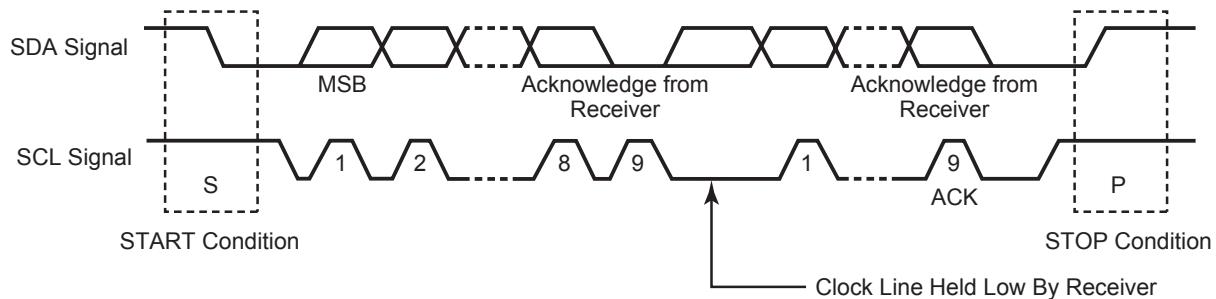 SDA Signal
MSB
Acknowledge from
Receiver
Acknowledge from
Receiver
SCL Signal
S
1
2
8
9
1
9
ACK
P
START Condition
STOP Condition
Clock Line Held Low By Receiver